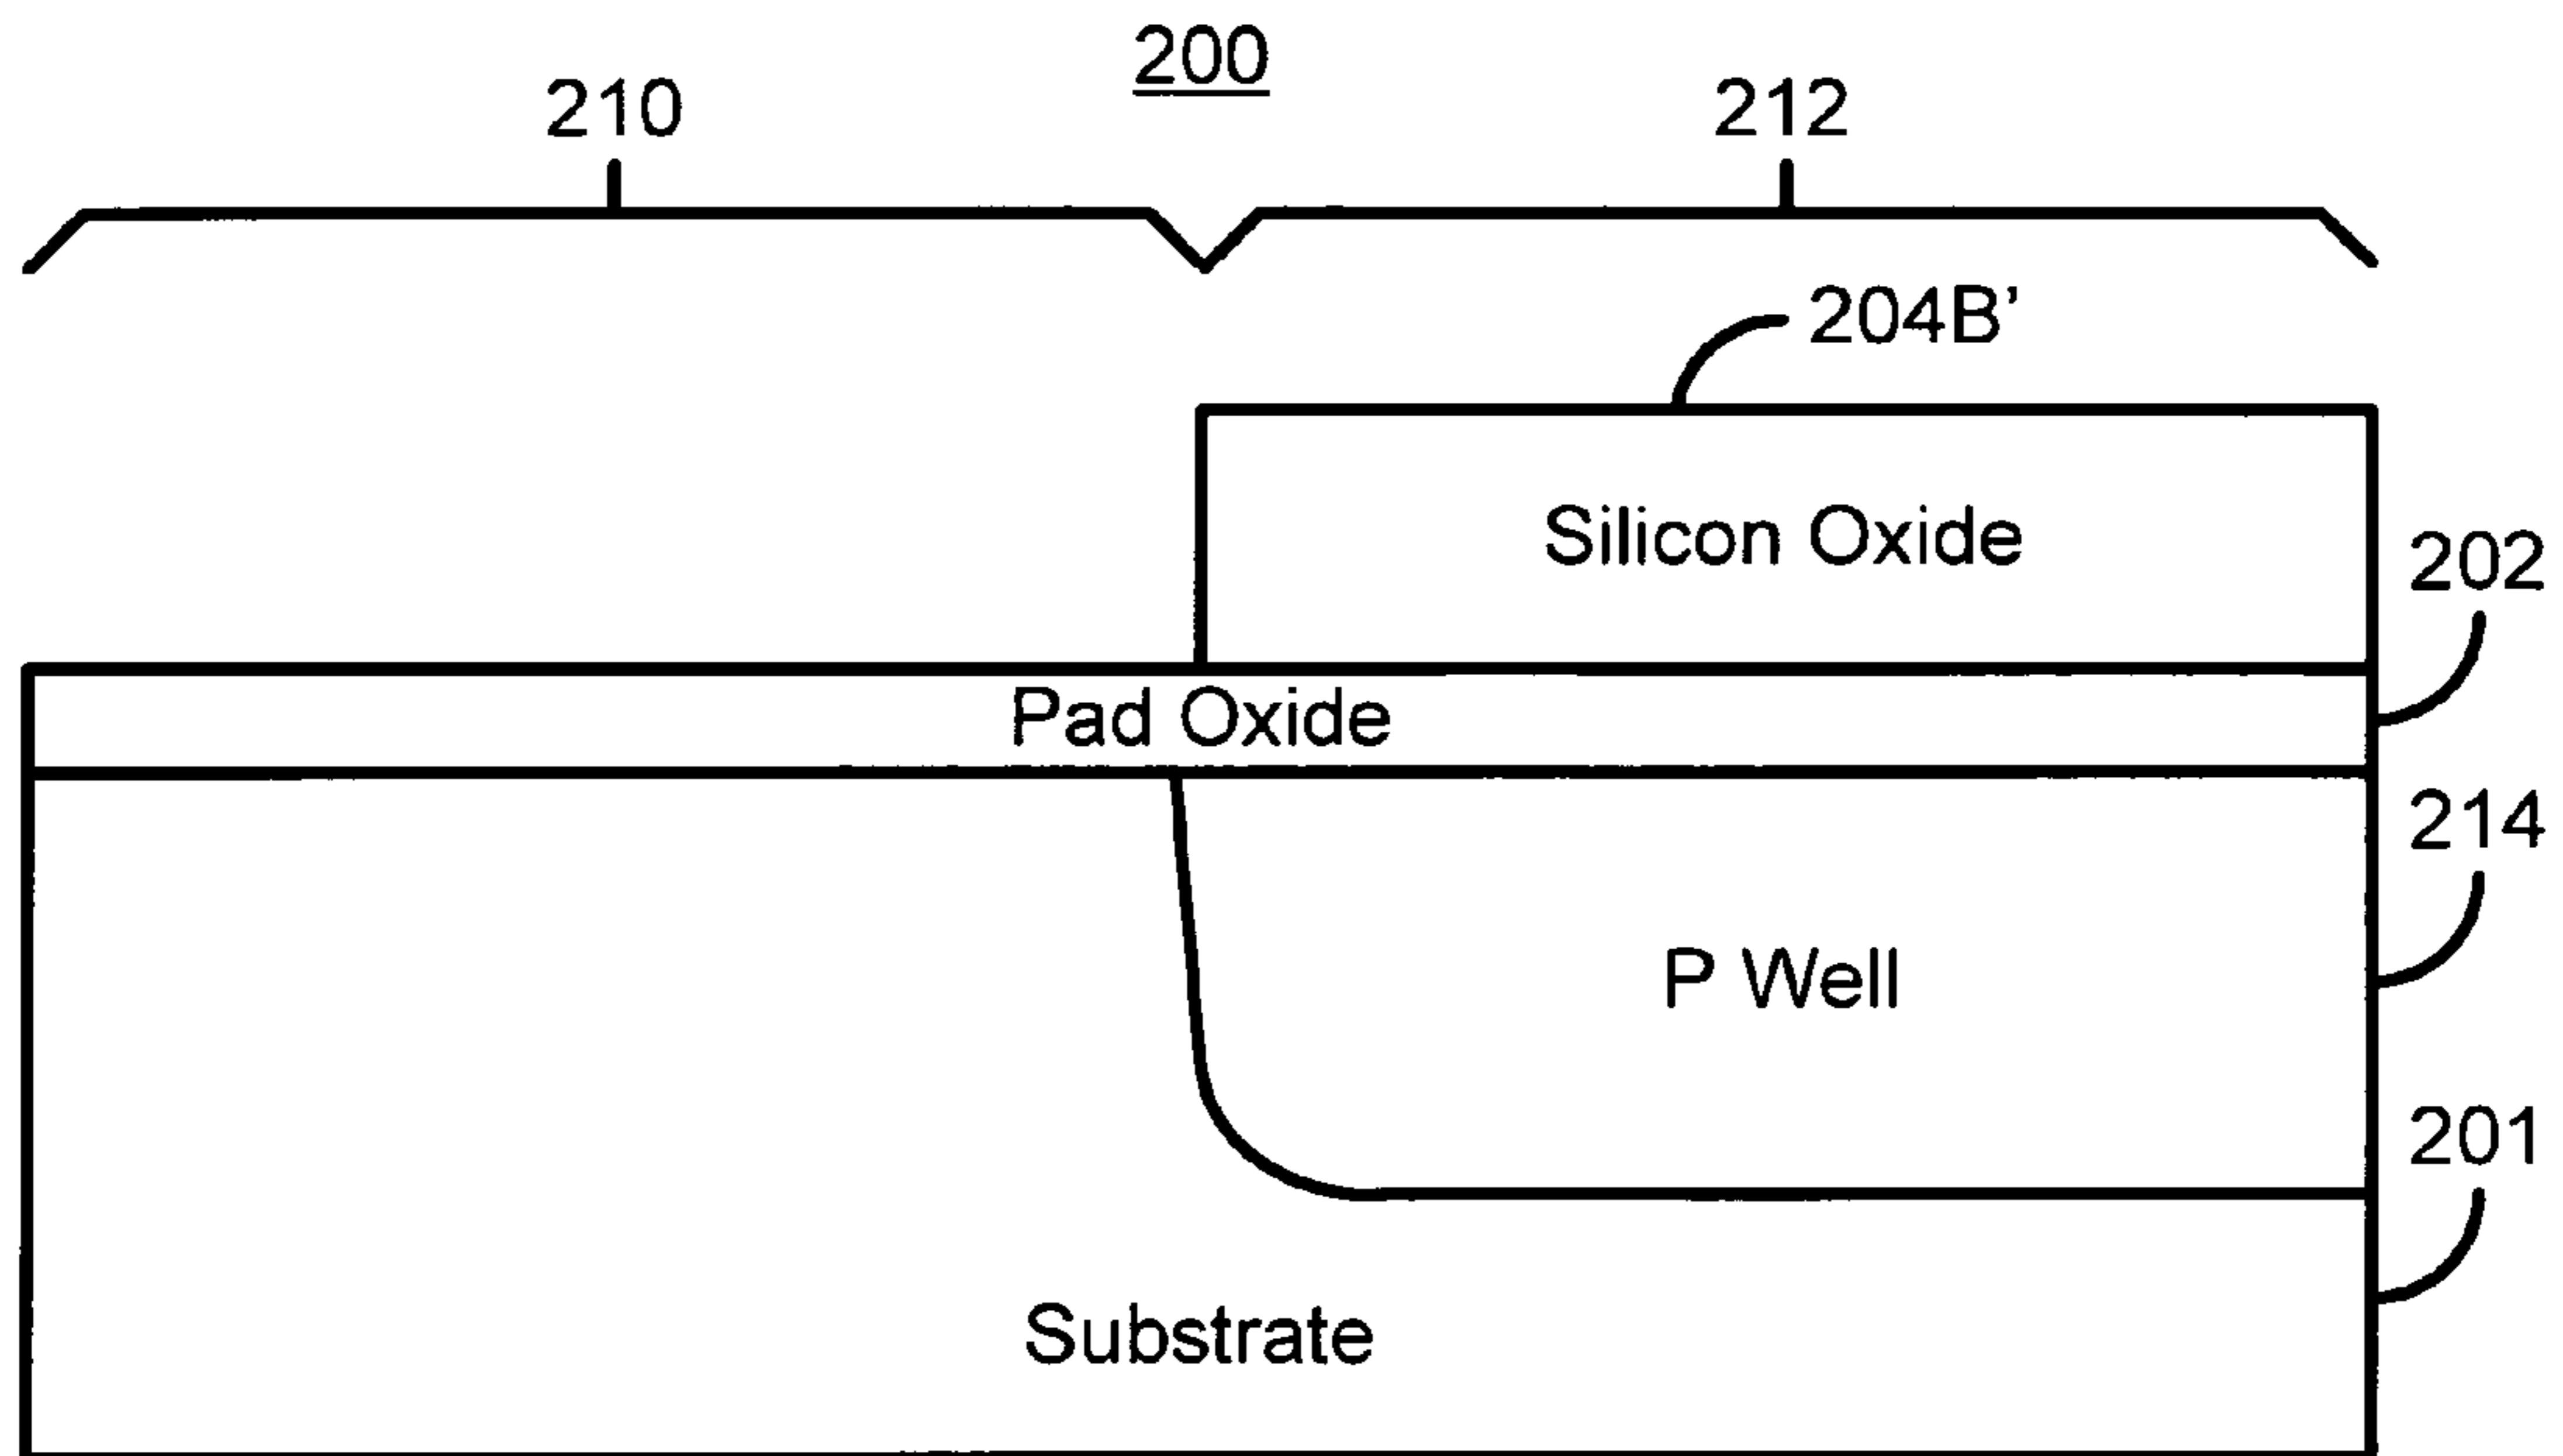 200
210
212
204B’
Silicon Oxide
202
Pad Oxide
214
P Well
201
Substrate